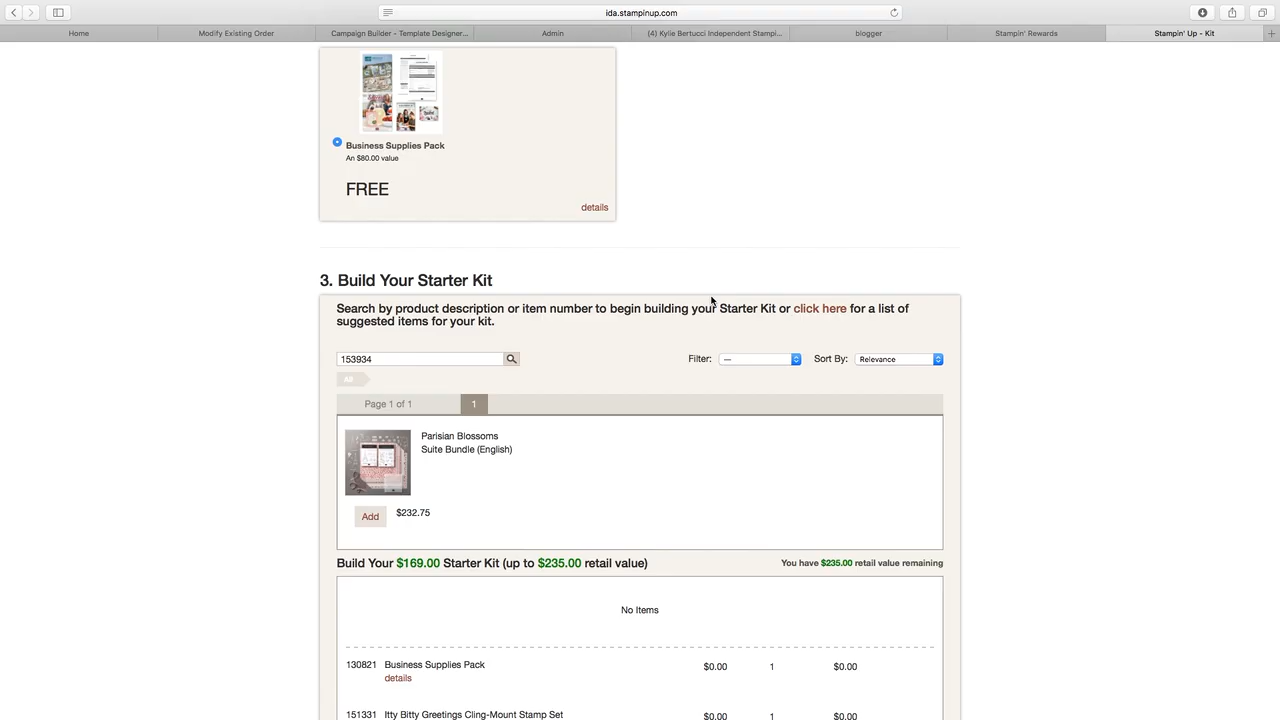 ida.stampinup.com
Home
Modify Existing Order
Campaign Builder - Template Designer...
Admin
(4) Kylie Bertucci Independent Stampi...
blogger
Stampin' Rewards
Stampin' Up - Kit
Business Supplies Pack
An $80.00 value
FREE
details
3. Build Your Starter Kit
Search by product description or item number to begin building your Starter Kit or click here for a list of
suggested items for your kit.
153934
Filter: —
Sort By: Relevance
All
Page 1 of 1
1
Parisian Blossoms
Suite Bundle (English)
Add
$232.75
Build Your $169.00 Starter Kit (up to $235.00 retail value)
You have $235.00 retail value remaining
No Items
130821 Business Supplies Pack $0.00 1 $0.00
details
151331 Itty Bitty Greetings Cling-Mount Stamp Set $0.00 1 $0.00